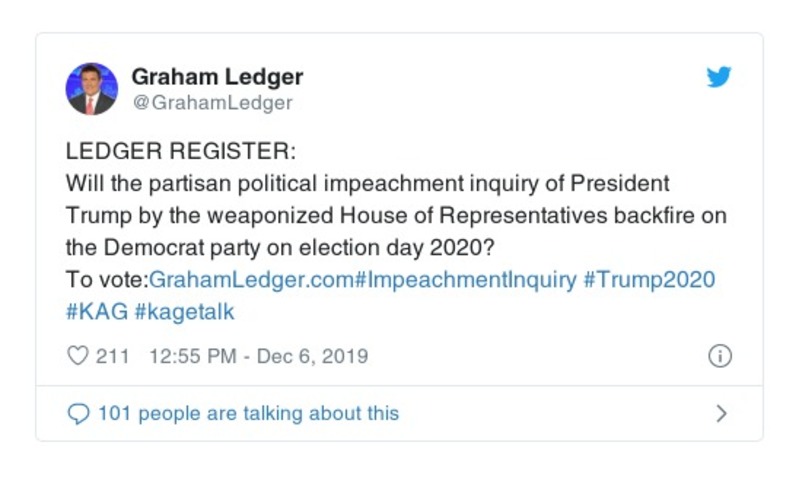 Graham Ledger
@GrahamLedger
LEDGER REGISTER:
Will the partisan political impeachment inquiry of President
Trump by the weaponized House of Representatives backfire on
the Democrat party on election day 2020?
To vote:GrahamLedger.com#ImpeachmentInquiry #Trump2020
#KAG #kagetalk
211 12:55 PM - Dec 6, 2019
101 people are talking about this